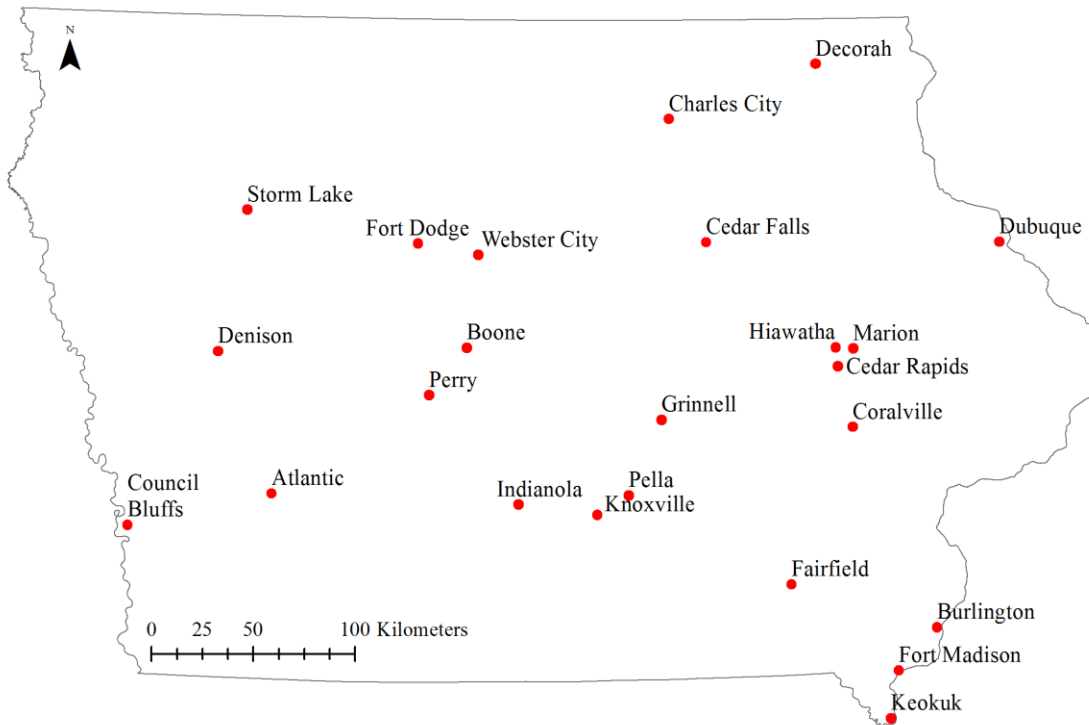 N
Decorah
Charles City
Storm Lake
Fort Dodge
Webster City
Cedar Falls
Dubuque
Denison
Boone
Hiawatha
Marion
Perry
Cedar Rapids
Grinnell
Coralville
Council
Bluffs
Atlantic
Indianola
Pella
Knoxville
Fairfield
Burlington
0 25 50 100 Kilometers
Fort Madison
Keokuk